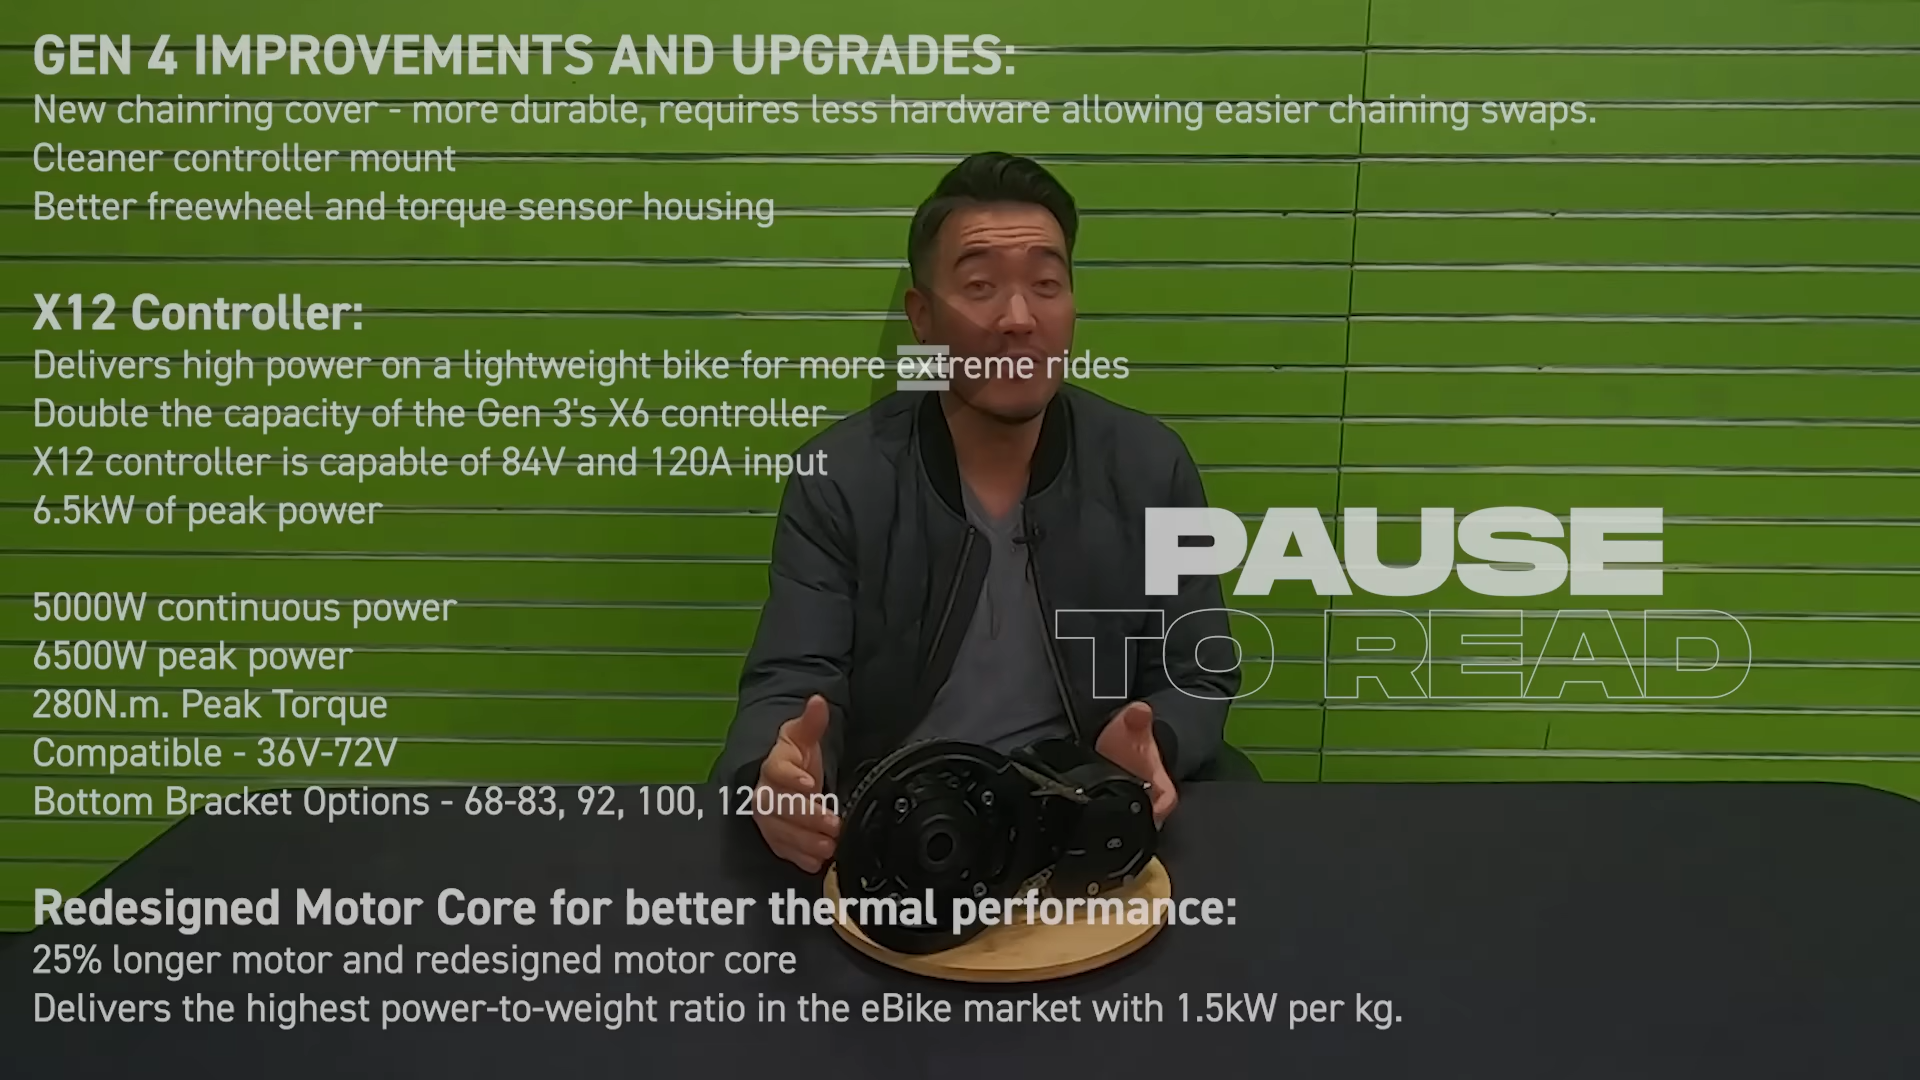 GEN 4 IMPROVEMENTS AND UPGRADES:
New chainring cover - more durable, requires less hardware allowing easier chaining swaps.
Cleaner controller mount
Better freewheel and torque sensor housing
X12 Controller:
Delivers high power on a lightweight bike for more extreme rides
Double the capacity of the Gen 3's X6 controller
X12 controller is capable of 84V and 120A input
6.5kW of peak power
PAUSE
TO READ
5000W continuous power
6500W peak power
280N.m. Peak Torque
Compatible - 36V-72V
Bottom Bracket Options - 68-83, 92, 100, 120mm
Redesigned Motor Core for better thermal performance:
25% longer motor and redesigned motor core
Delivers the highest power-to-weight ratio in the eBike market with 1.5kW per kg.